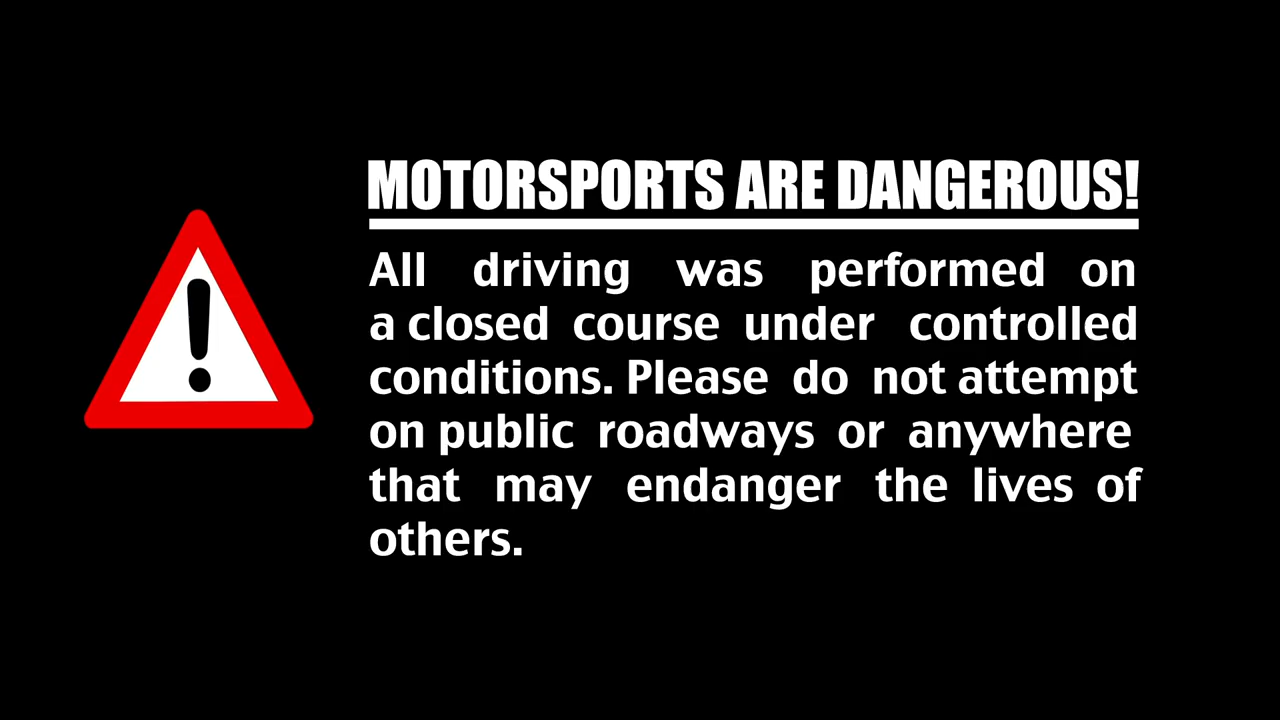 MOTORSPORTS ARE DANGEROUS!
All driving was performed on
a closed course under controlled
conditions. Please do not attempt
on public roadways or anywhere
that may endanger the lives of
others.